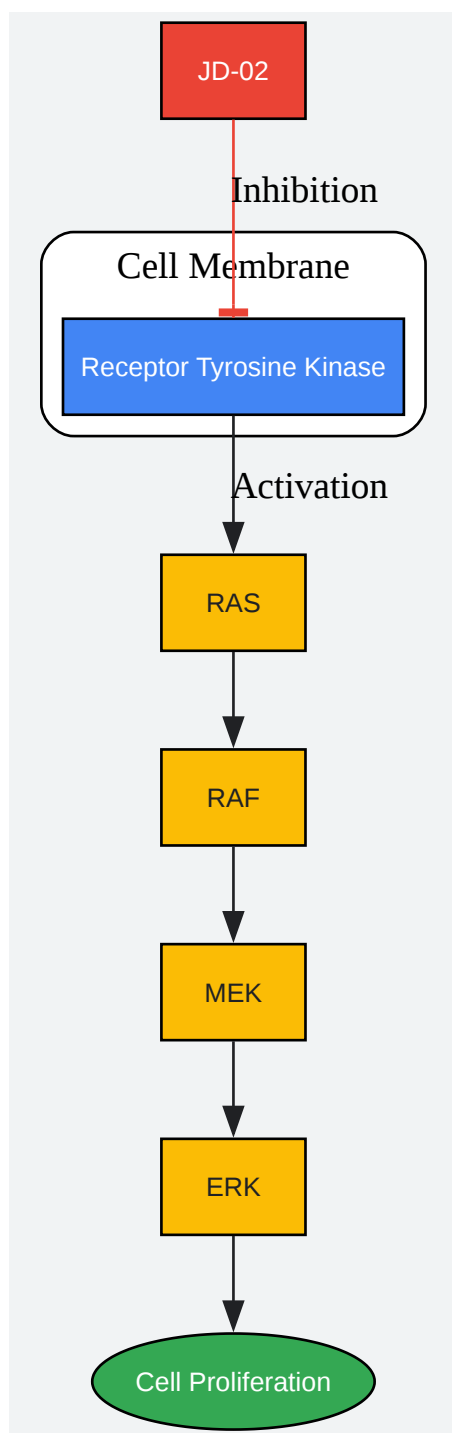 JD-02
Inhibition
Cell Membrane
Receptor Tyrosine Kinase
Activation
RAS
RAF
MEK
ERK
Cell Proliferation